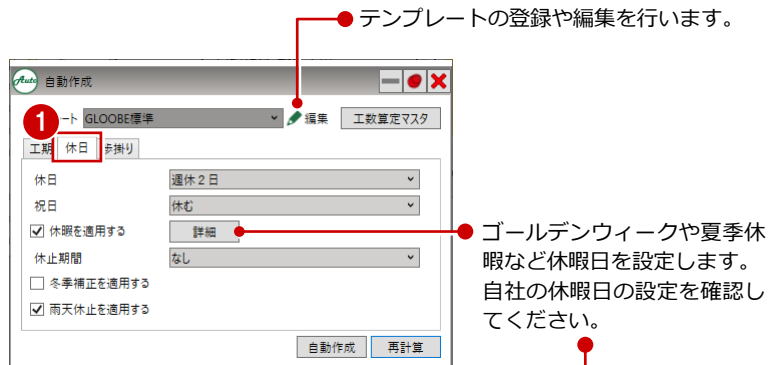 テンプレートの登録や編集を行います。
Auto 自動作成
1 ート GLOOBE標準 編集 工数算定マスタ
工期 休日 歩掛り
休日 週休2日
祝日 休む
休暇を適用する 詳細
休止期間 なし
冬季補正を適用する
雨天休止を適用する
自動作成 再計算
ゴールデンウィークや夏季休
暇など休暇日を設定します。
自社の休暇日の設定を確認し
てください。